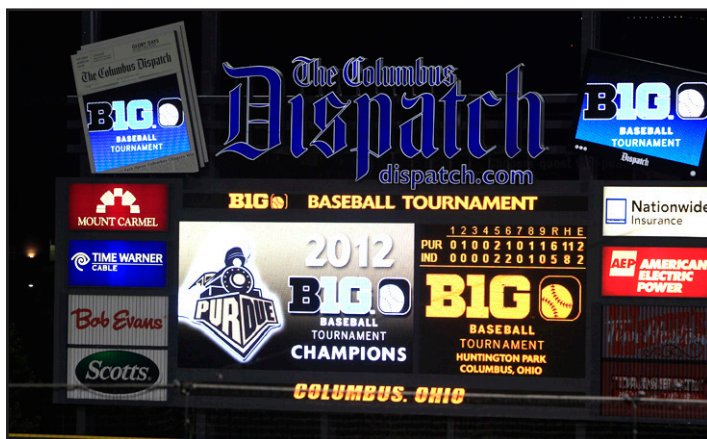 The Columbus Dispatch
B1G
BASEBALL
TOURNAMENT
The Columbus
Dispatch
dispatch.com
B1G
BASEBALL
TOURNAMENT
Dispatch
B1G BASEBALL TOURNAMENT
MOUNT CARMEL
TIME WARNER
CABLE
Bob Evans
Scotts
PURDUE
2012
B1G
BASEBALL
TOURNAMENT
CHAMPIONS
1 2 3 4 5 6 7 8 9 R H E
PUR 0 1 0 0 2 1 0 1 1 6 11 2
IND 0 0 0 0 2 2 0 1 0 5 8 2
B1G
BASEBALL
TOURNAMENT
HUNTINGTON PARK
COLUMBUS, OHIO
Nationwide
Insurance
AEP AMERICAN
ELECTRIC
POWER
Tim Hortons
COLUMBUS, OHIO